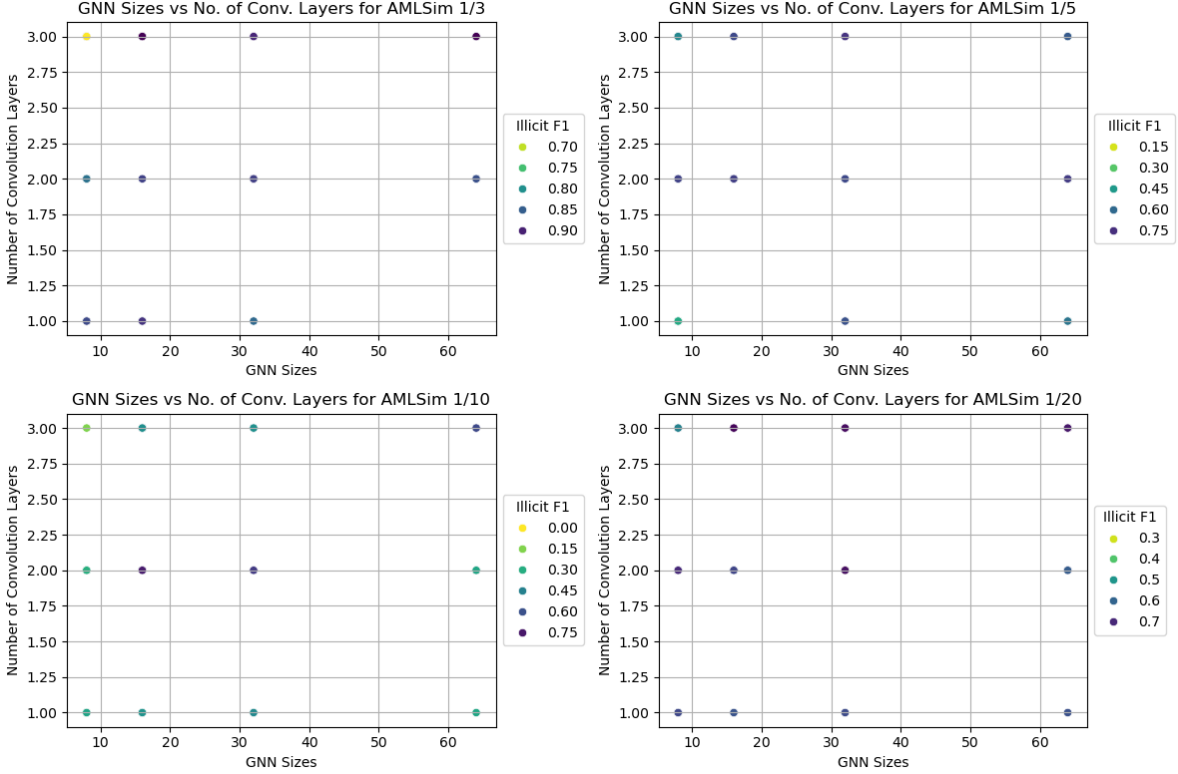 GNN Sizes vs No. of Conv. Layers for AMLSim 1/3
Number of Convolution Layers
3.00
2.75
2.50
2.25
2.00
1.75
1.50
1.25
1.00
10 20 30 40 50 60
GNN Sizes
Illicit F1
0.70
0.75
0.80
0.85
0.90
GNN Sizes vs No. of Conv. Layers for AMLSim 1/5
Number of Convolution Layers
3.00
2.75
2.50
2.25
2.00
1.75
1.50
1.25
1.00
10 20 30 40 50 60
GNN Sizes
Illicit F1
0.15
0.30
0.45
0.60
0.75
GNN Sizes vs No. of Conv. Layers for AMLSim 1/10
Number of Convolution Layers
3.00
2.75
2.50
2.25
2.00
1.75
1.50
1.25
1.00
10 20 30 40 50 60
GNN Sizes
Illicit F1
0.00
0.15
0.30
0.45
0.60
0.75
GNN Sizes vs No. of Conv. Layers for AMLSim 1/20
Number of Convolution Layers
3.00
2.75
2.50
2.25
2.00
1.75
1.50
1.25
1.00
10 20 30 40 50 60
GNN Sizes
Illicit F1
0.3
0.4
0.5
0.6
0.7